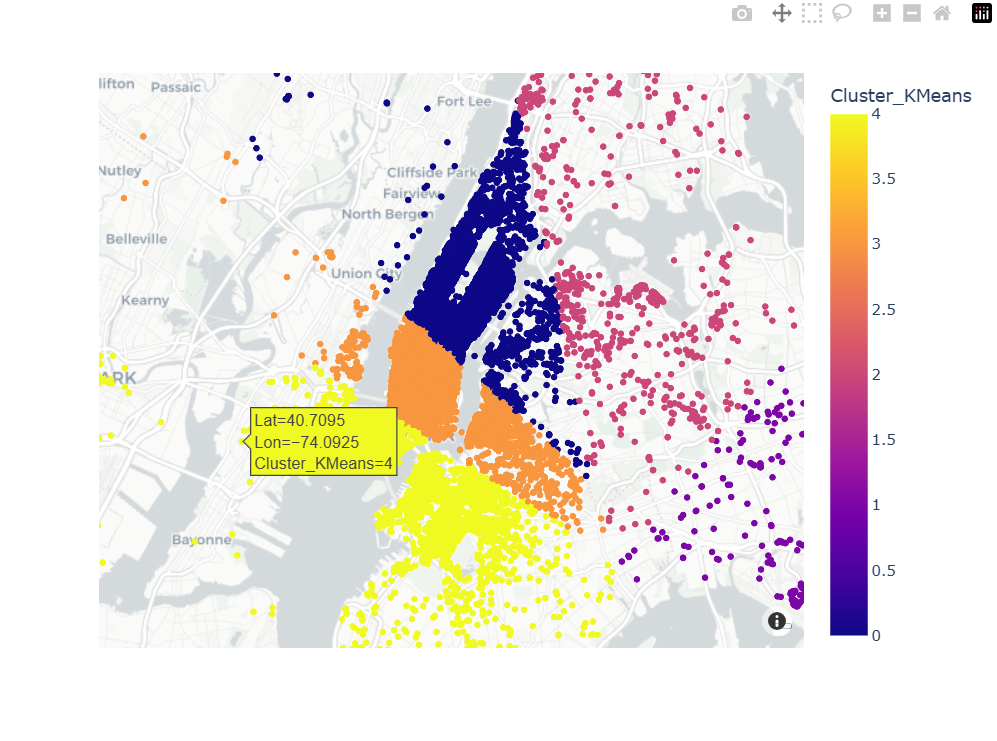 lifton
Passaic
Fort Lee
Nutley
Cliffside Park
Fairview
North Bergen
Belleville
Union City
Kearny
ARK
Bayonne
Lat=40.7095
Lon=−74.0925
Cluster_KMeans=4
Cluster_KMeans
4
3.5
3
2.5
2
1.5
1
0.5
0